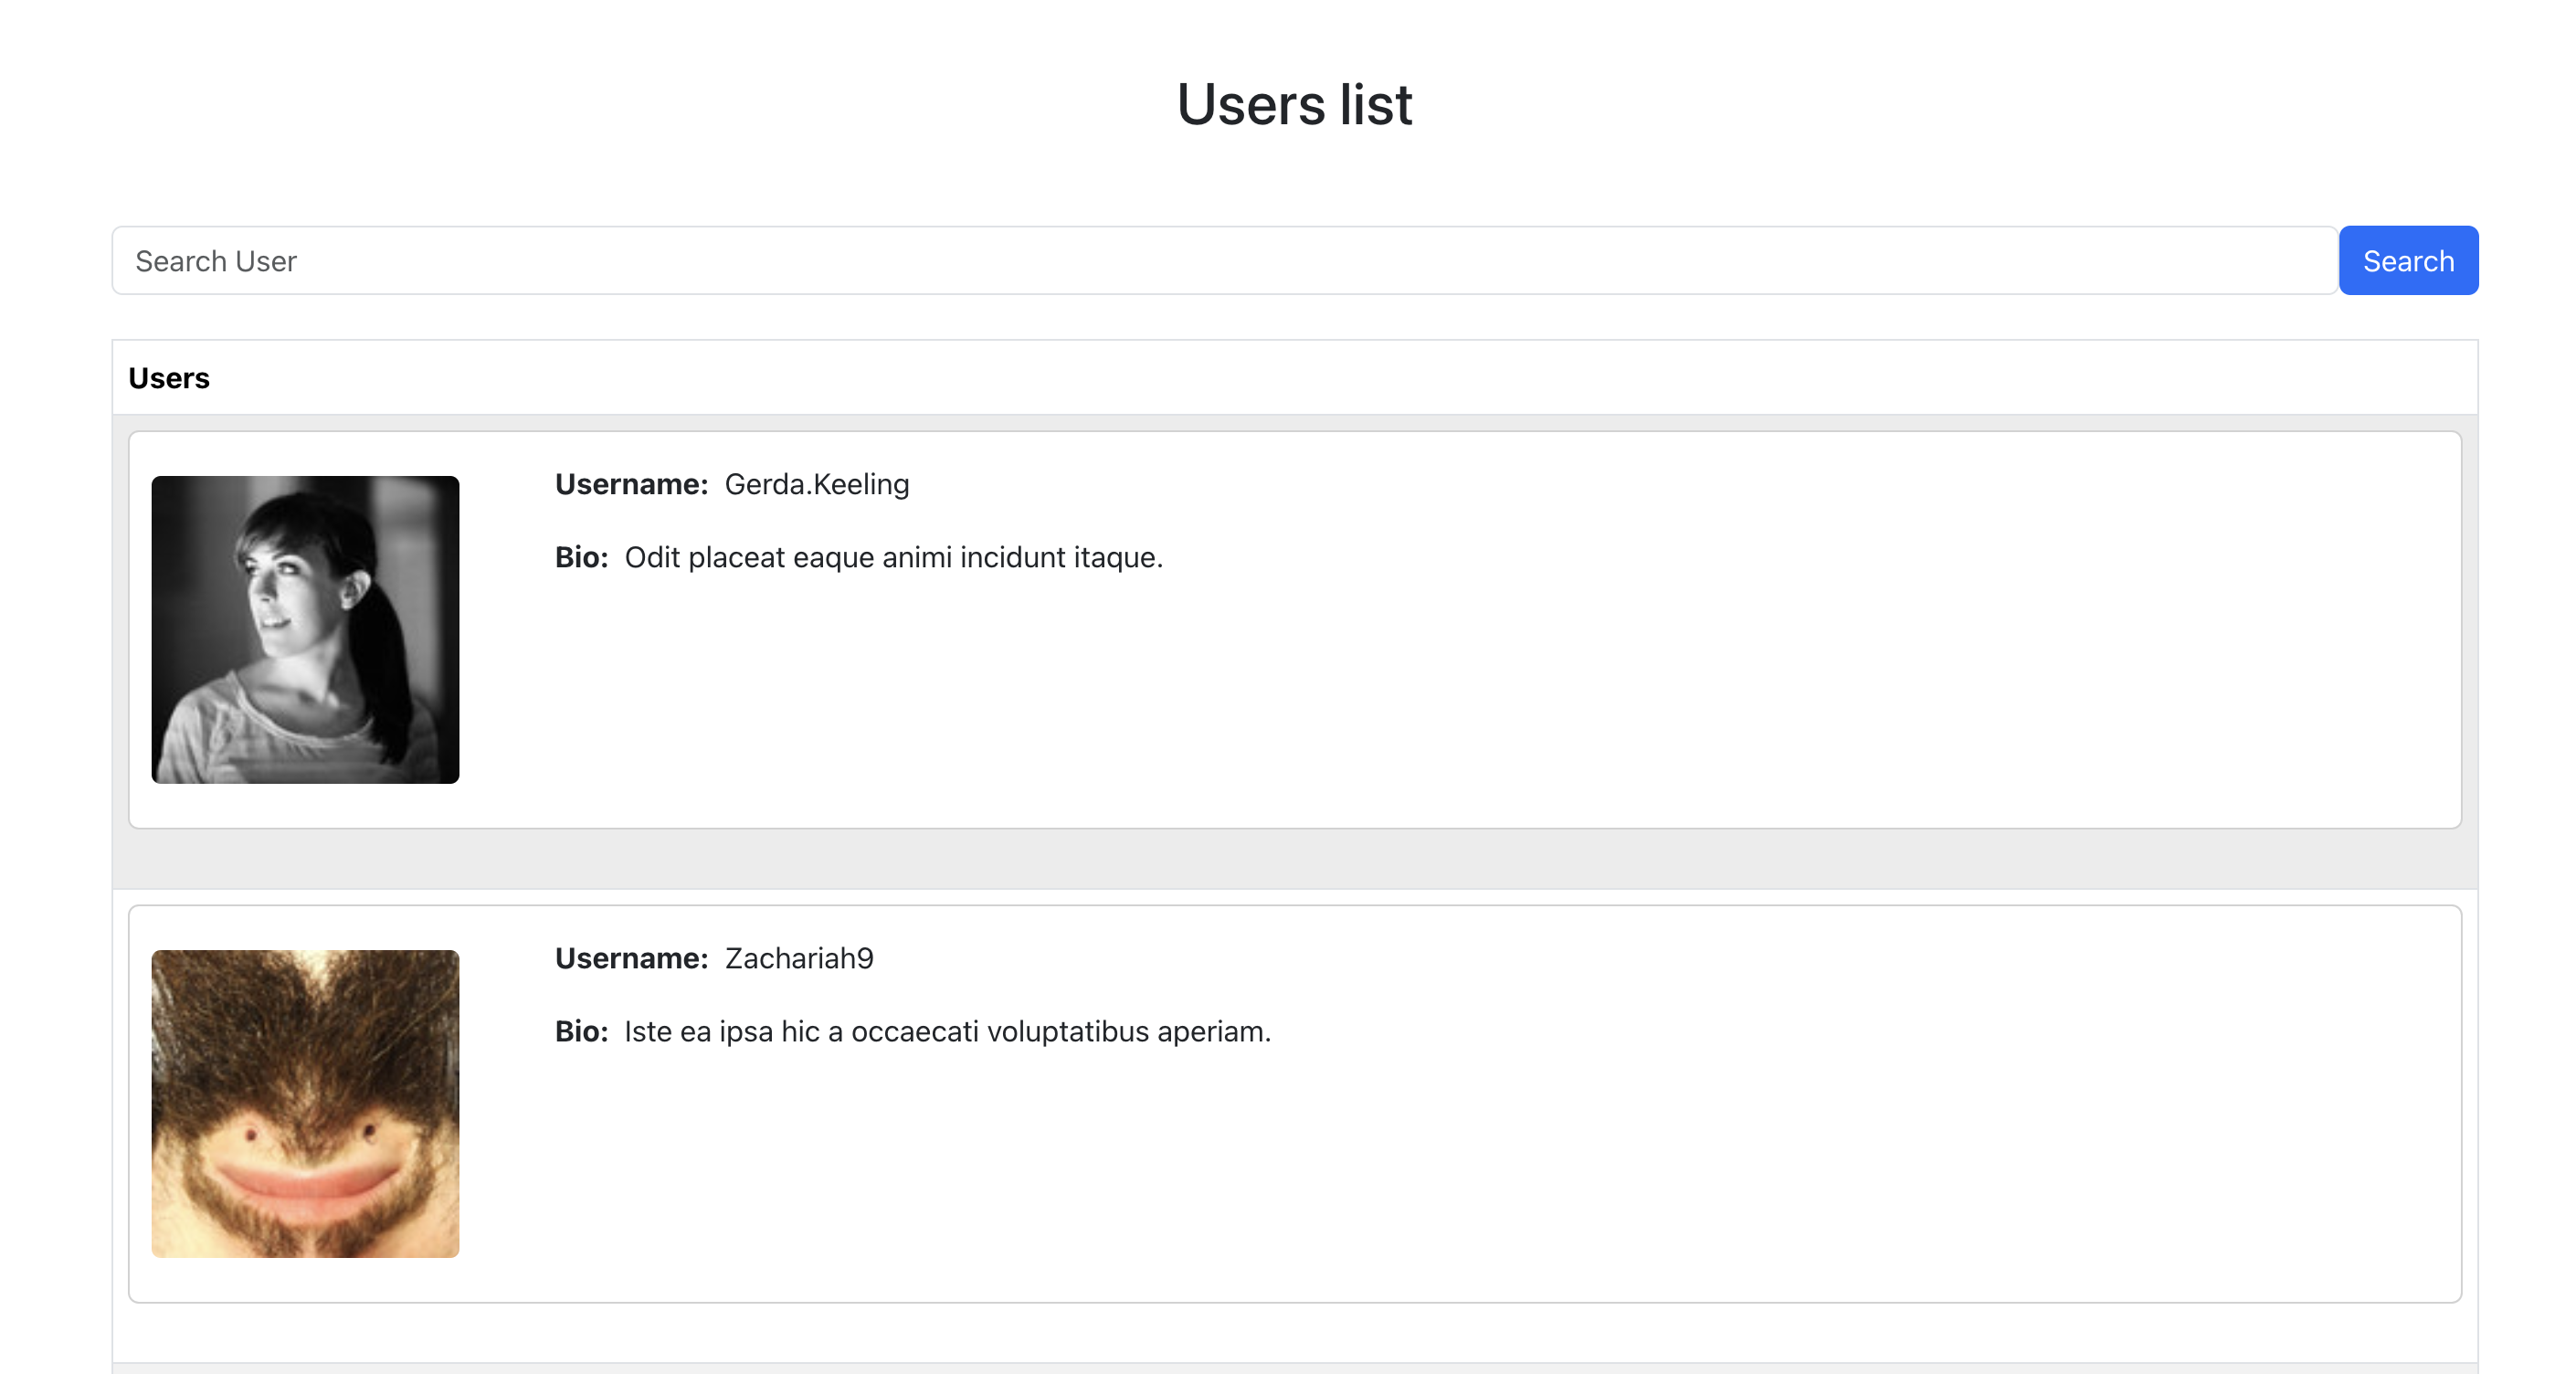 Users list
Search User
Search
Users
Username: Gerda.Keeling
Bio: Odit placeat eaque animi incidunt itaque.
Username: Zachariah9
Bio: Iste ea ipsa hic a occaecati voluptatibus aperiam.